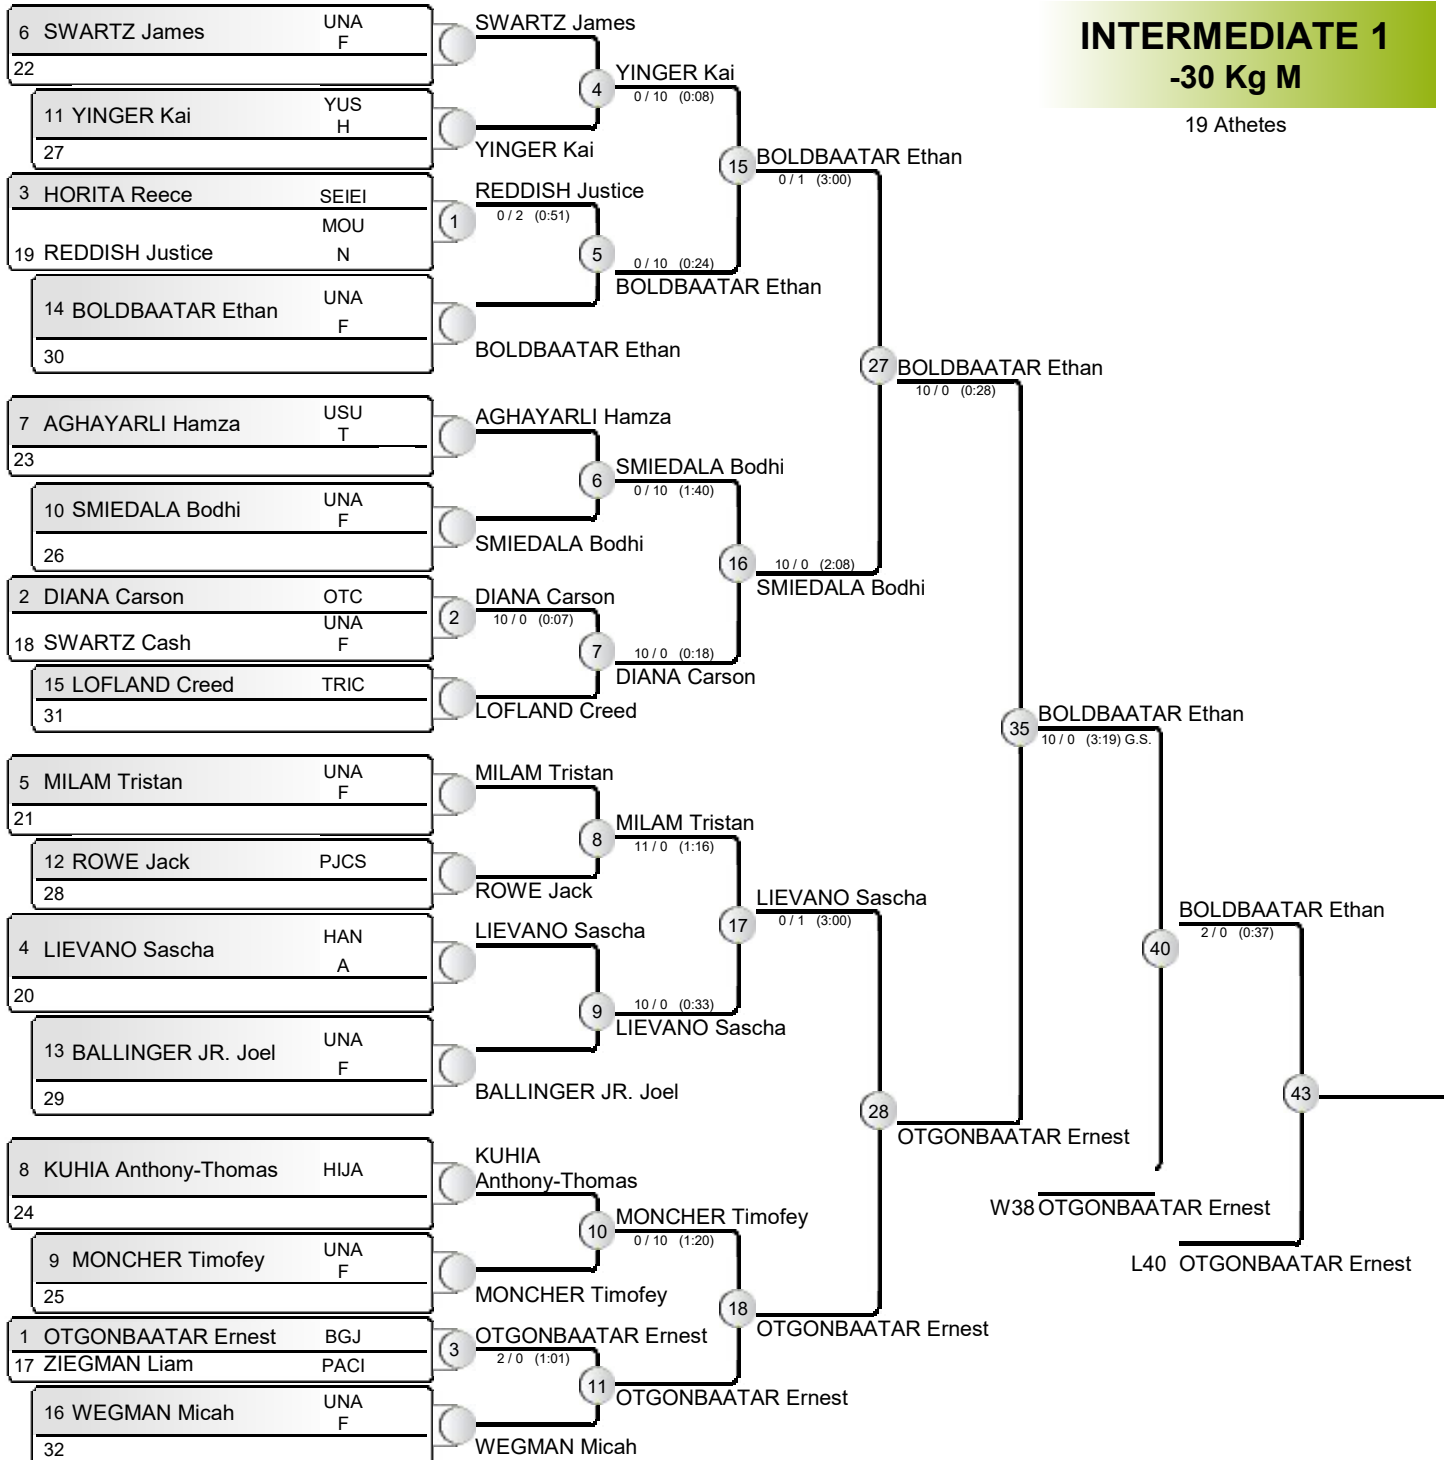 INTERMEDIATE 1
-30 Kg M
19 Athetes
6 SWARTZ James UNA F
22
11 YINGER Kai YUS H
27
3 HORITA Reece SEIEI
19 REDDISH Justice MOU N
14 BOLDBAATAR Ethan UNA F
30
7 AGHAYARLI Hamza USU T
23
10 SMIEDALA Bodhi UNA F
26
2 DIANA Carson OTC
18 SWARTZ Cash UNA F
15 LOFLAND Creed TRIC
31
5 MILAM Tristan UNA F
21
12 ROWE Jack PJCS
28
4 LIEVANO Sascha HAN A
20
13 BALLINGER JR. Joel UNA F
29
8 KUHIA Anthony-Thomas HIJA
24
9 MONCHER Timofey UNA F
25
1 OTGONBAATAR Ernest BGJ
17 ZIEGMAN Liam PACI
16 WEGMAN Micah UNA F
32
1
2
3
SWARTZ James
YINGER Kai
REDDISH Justice
0 / 2 (0:51)
BOLDBAATAR Ethan
AGHAYARLI Hamza
SMIEDALA Bodhi
DIANA Carson
10 / 0 (0:07)
LOFLAND Creed
MILAM Tristan
ROWE Jack
LIEVANO Sascha
BALLINGER JR. Joel
KUHIA
Anthony-Thomas
MONCHER Timofey
OTGONBAATAR Ernest
2 / 0 (1:01)
WEGMAN Micah
4
YINGER Kai
0 / 10 (0:08)
5
0 / 10 (0:24)
BOLDBAATAR Ethan
6
SMIEDALA Bodhi
0 / 10 (1:40)
7
10 / 0 (0:18)
DIANA Carson
8
MILAM Tristan
11 / 0 (1:16)
9
10 / 0 (0:33)
LIEVANO Sascha
10
MONCHER Timofey
0 / 10 (1:20)
11
OTGONBAATAR Ernest
15
BOLDBAATAR Ethan
0 / 1 (3:00)
16
10 / 0 (2:08)
SMIEDALA Bodhi
17
LIEVANO Sascha
0 / 1 (3:00)
18
OTGONBAATAR Ernest
27
BOLDBAATAR Ethan
10 / 0 (0:28)
28
OTGONBAATAR Ernest
35
BOLDBAATAR Ethan
10 / 0 (3:19) G.S.
W38 OTGONBAATAR Ernest
40
BOLDBAATAR Ethan
2 / 0 (0:37)
L40 OTGONBAATAR Ernest
43